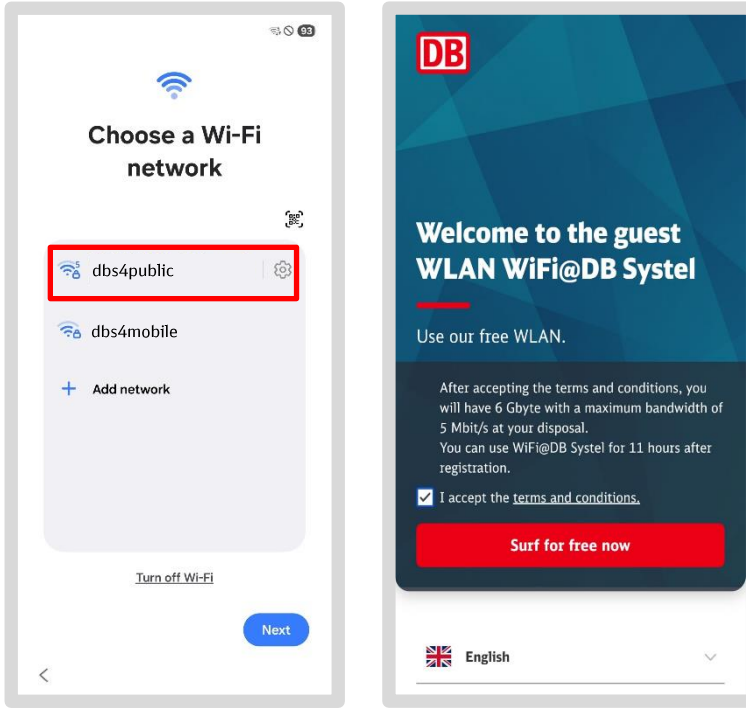 93
Choose a Wi-Fi
network
dbs4public
dbs4mobile
+ Add network
Turn off Wi-Fi
Next
DB
Welcome to the guest
WLAN WiFi@DB Systel
Use our free WLAN.
After accepting the terms and conditions, you
will have 6 Gbyte with a maximum bandwidth of
5 Mbit/s at your disposal.
You can use WiFi@DB Systel for 11 hours after
registration.
I accept the terms and conditions.
Surf for free now
English